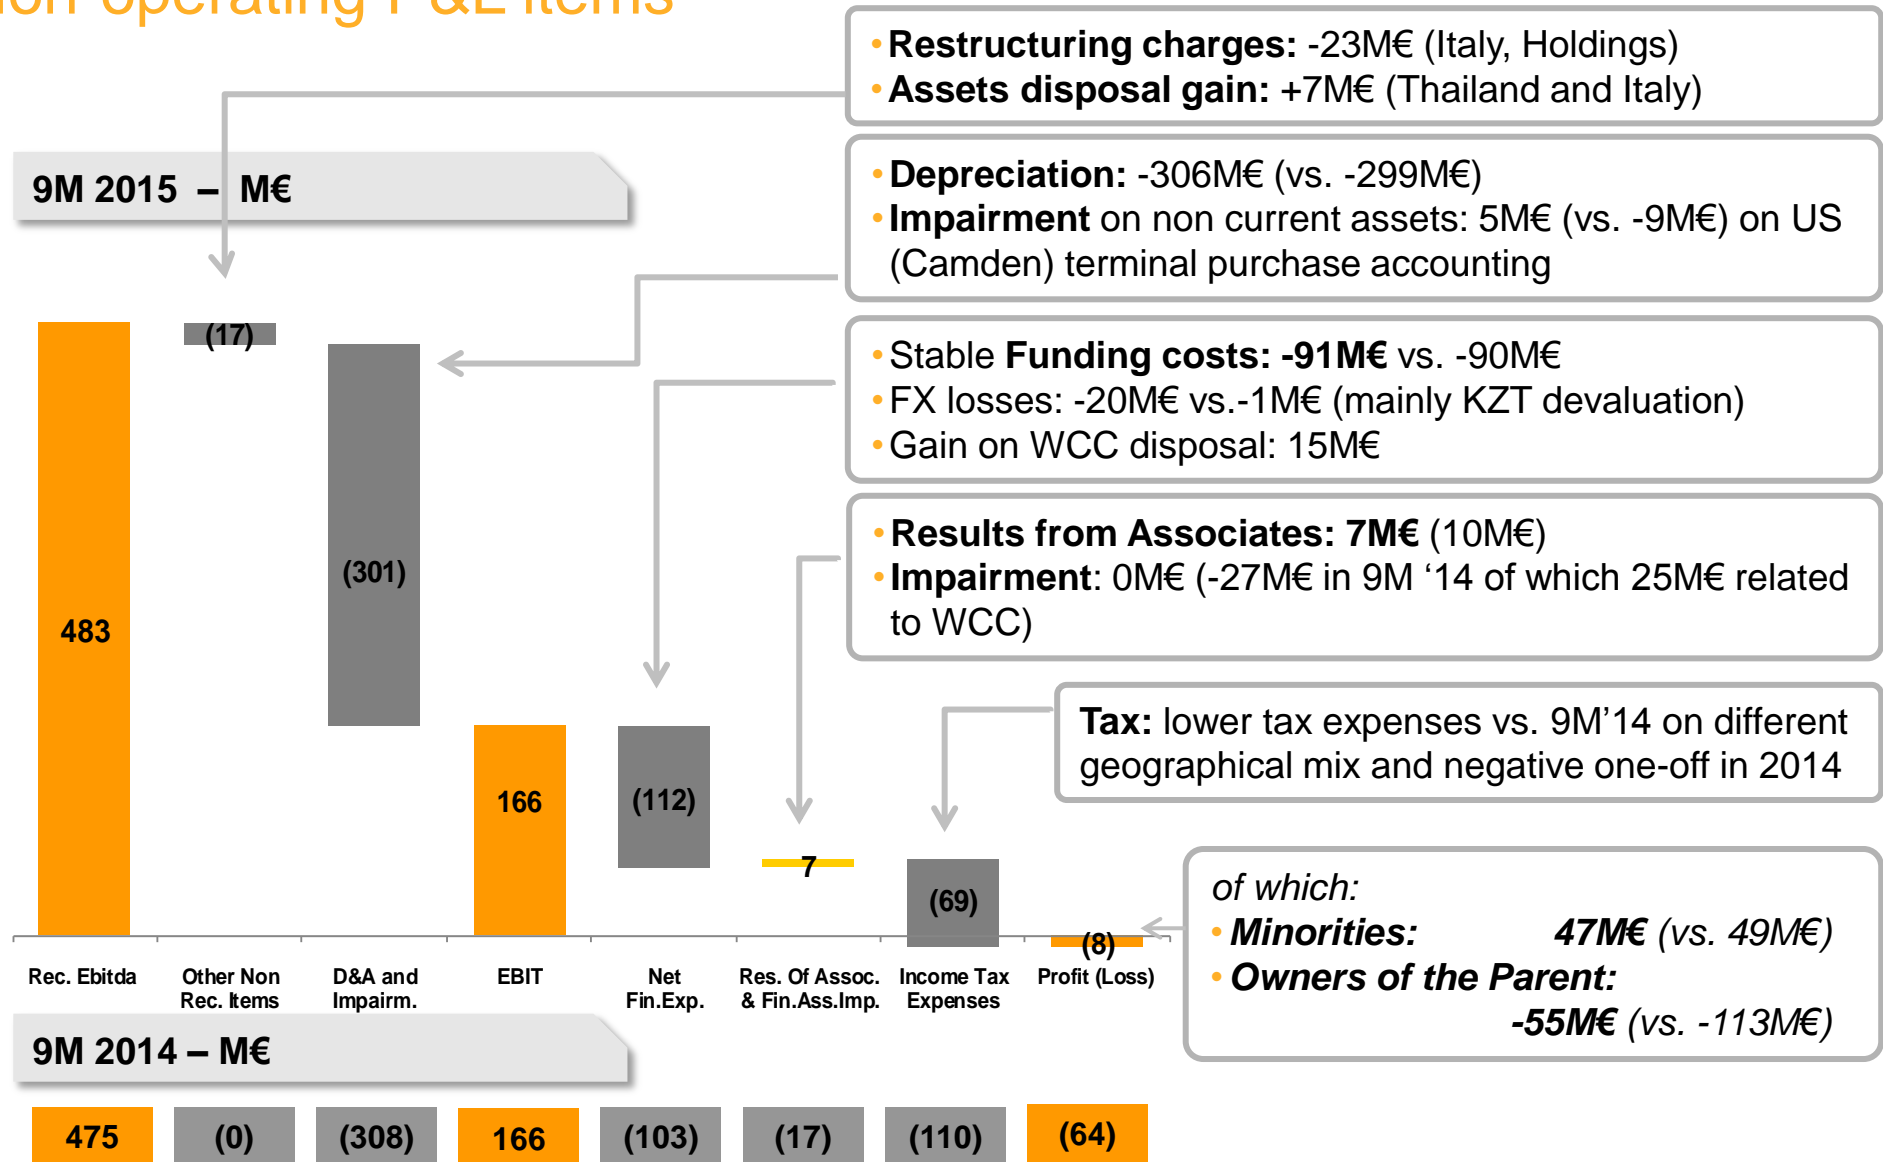 operating P&L items
• Restructuring charges: -23M€ (Italy, Holdings)
• Assets disposal gain: +7M€ (Thailand and Italy)
9M 2015 – M€
• Depreciation: -306M€ (vs. -299M€)
• Impairment on non current assets: 5M€ (vs. -9M€) on US
(Camden) terminal purchase accounting
• Stable Funding costs: -91M€ vs. -90M€
• FX losses: -20M€ vs.-1M€ (mainly KZT devaluation)
• Gain on WCC disposal: 15M€
• Results from Associates: 7M€ (10M€)
• Impairment: 0M€ (-27M€ in 9M ‘14 of which 25M€ related
to WCC)
Tax: lower tax expenses vs. 9M’14 on different
geographical mix and negative one-off in 2014
of which:
• Minorities: 47M€ (vs. 49M€)
• Owners of the Parent:
-55M€ (vs. -113M€)
483
(17)
(301)
166
(112)
7
(69)
(8)
Rec. Ebitda
Other Non
Rec. Items
D&A and
Impairm.
EBIT
Net
Fin.Exp.
Res. Of Assoc.
& Fin.Ass.Imp.
Income Tax
Expenses
Profit (Loss)
9M 2014 – M€
475 (0) (308) 166 (103) (17) (110) (64)